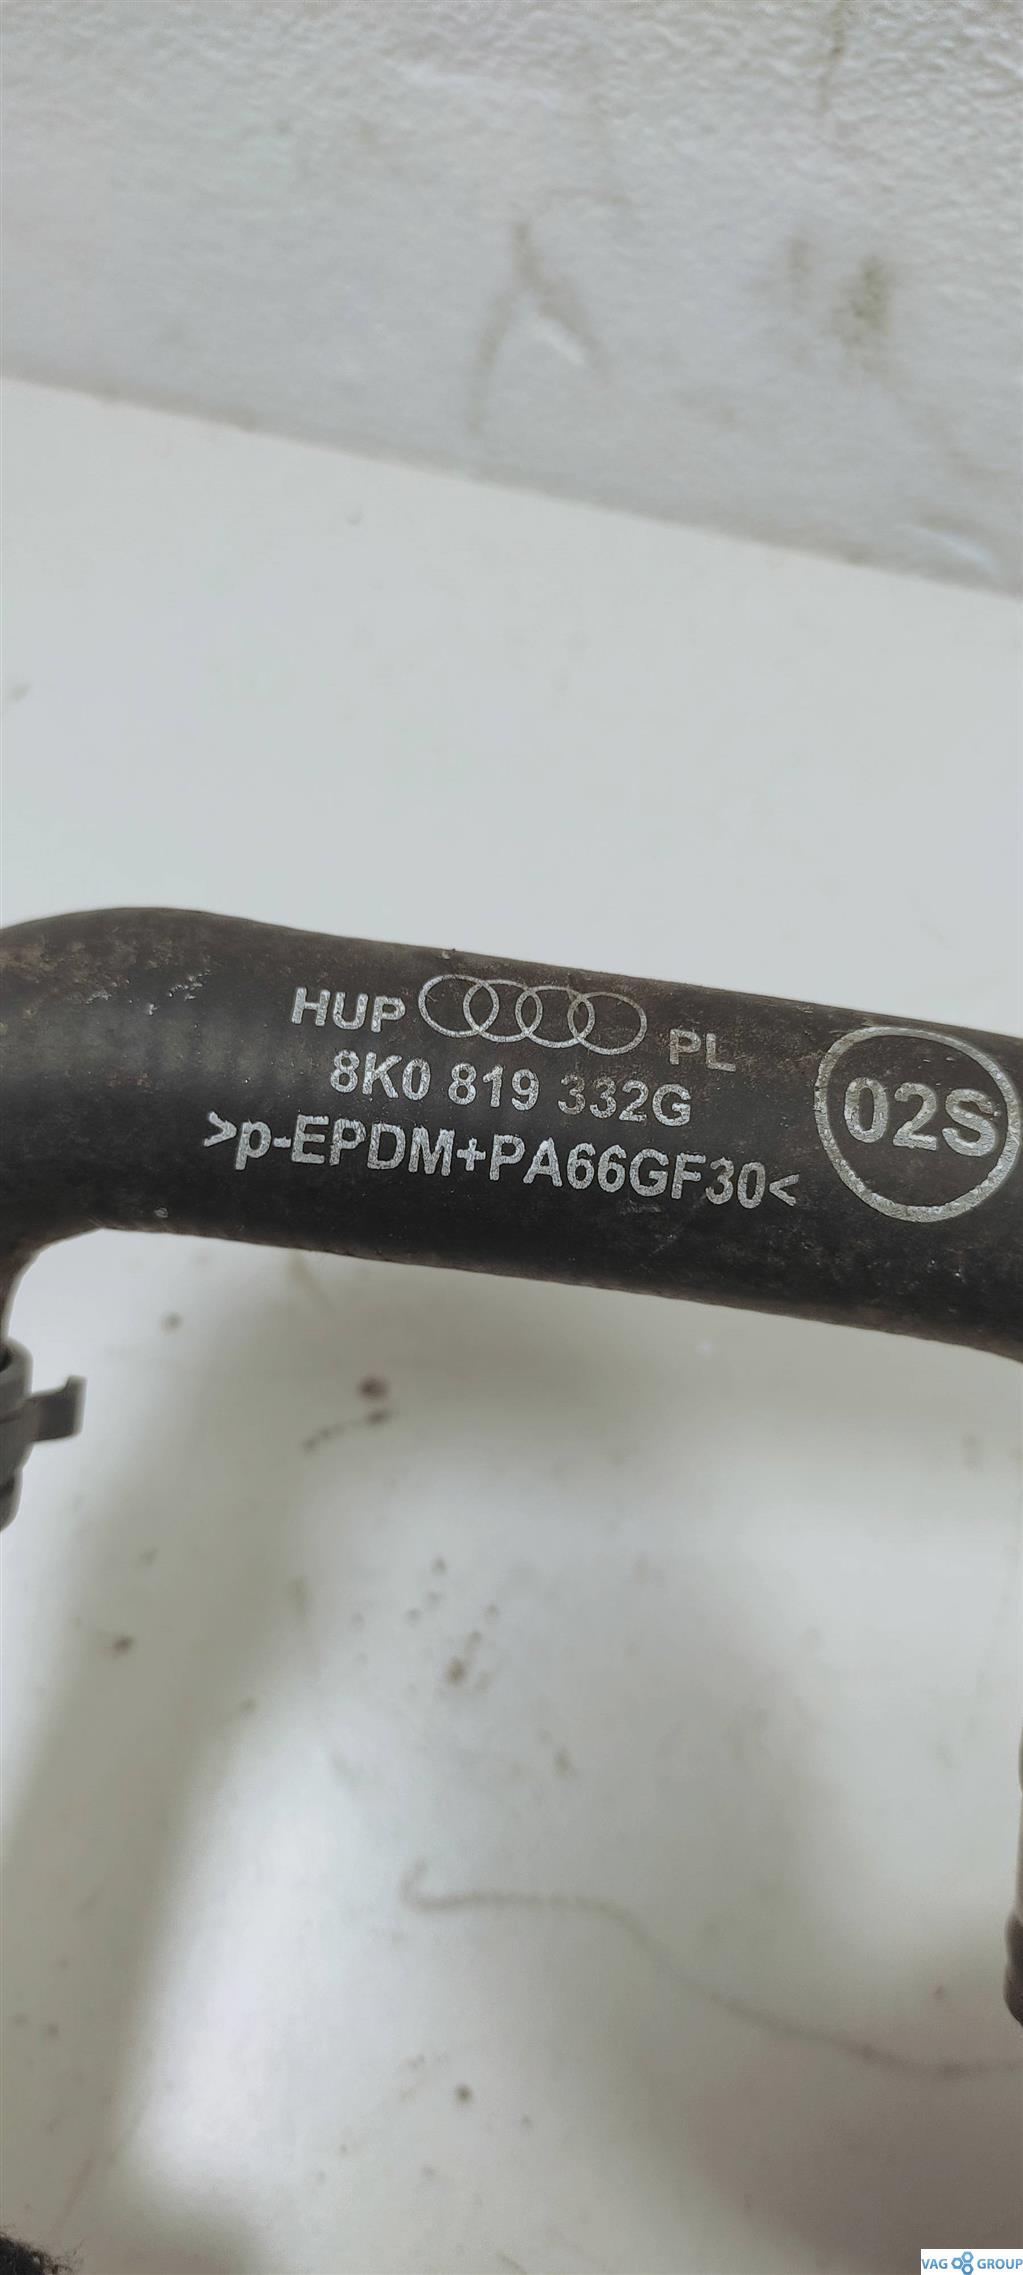 HUP PL
8K0 819 332G
>p-EPDM+PA66GF30<
02S
VAG GROUP